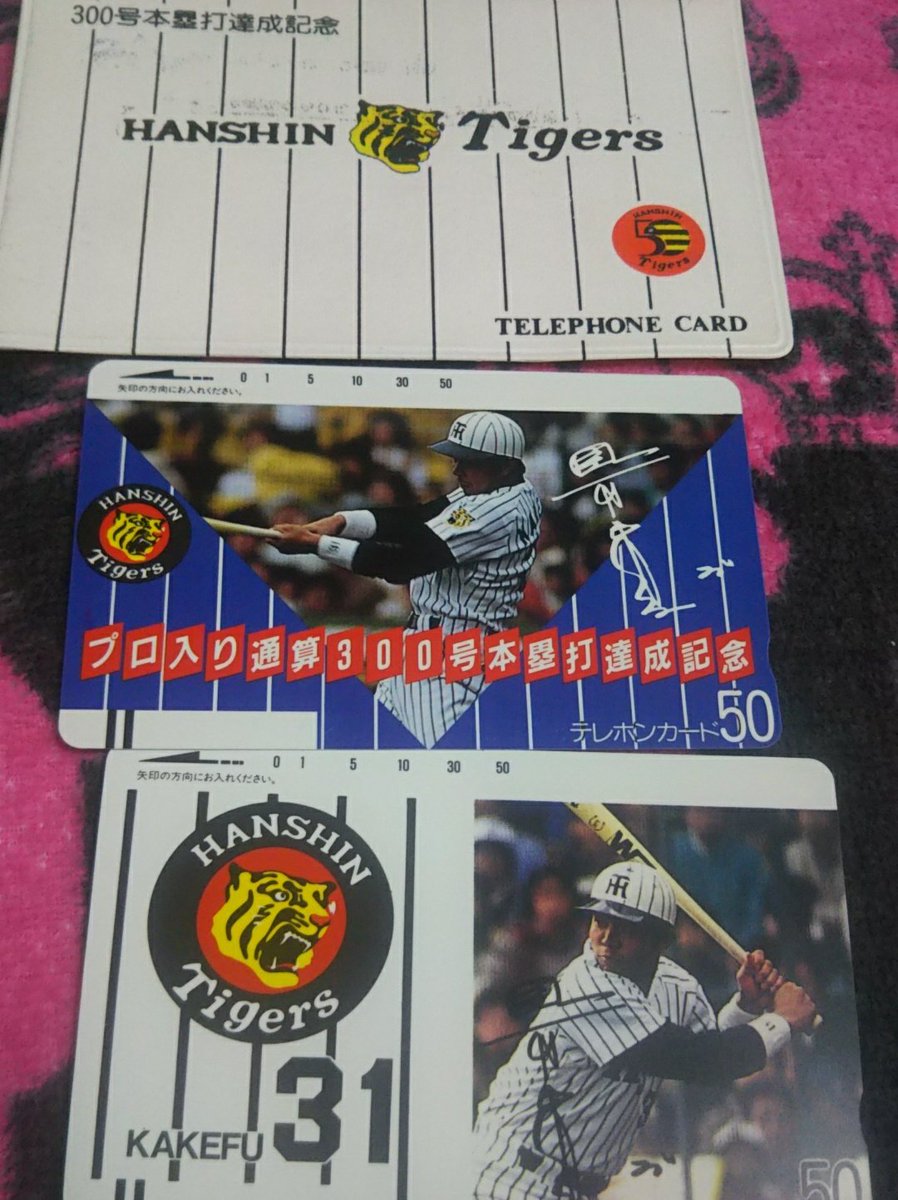 300号本塁打達成記念
HANSHIN Tigers
HANSHIN
50
Tigers
TELEPHONE CARD
0 1 5 10 30 50
矢印の方向にお入れください。
HANSHIN
Tigers
プロ入り通算300号本塁打達成記念
テレホンカード50
0 1 5 10 30 50
矢印の方向にお入れください。
HANSHIN
Tigers
KAKEFU 31
50